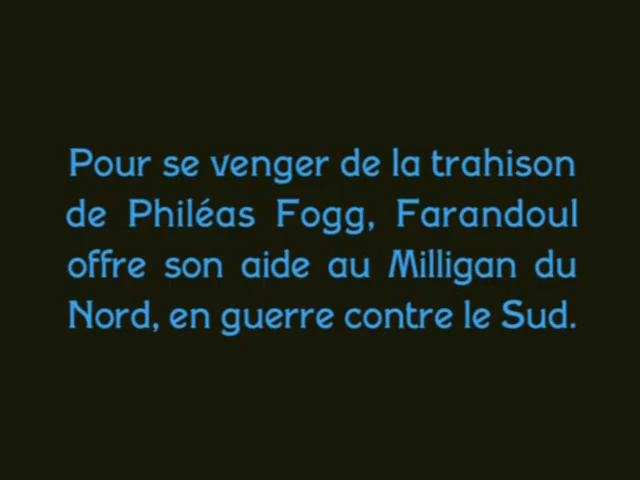 Pour se venger de la trahison
de Philéas Fogg, Farandoul
offre son aide au Milligan du
Nord, en guerre contre le Sud.